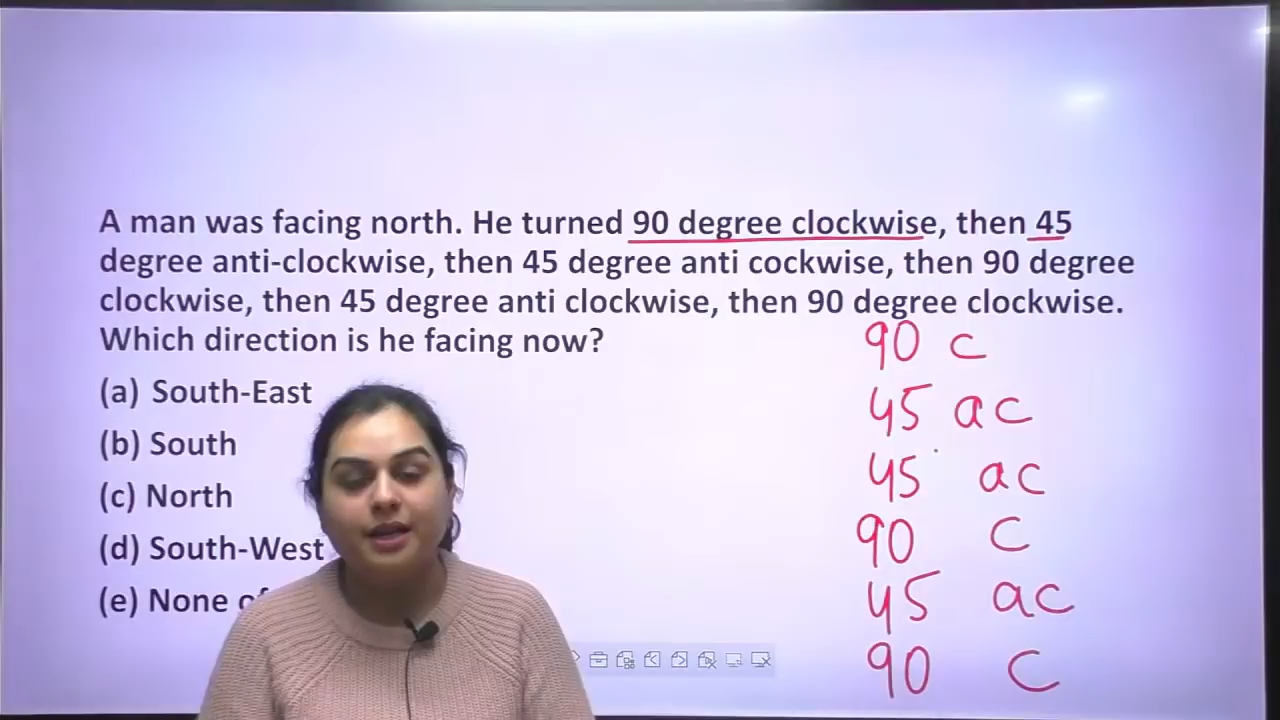 A man was facing north. He turned 90 degree clockwise, then 45
degree anti-clockwise, then 45 degree anti cockwise, then 90 degree
clockwise, then 45 degree anti clockwise, then 90 degree clockwise.
Which direction is he facing now?
(a) South-East
(b) South
(c) North
(d) South-West
(e) None
90 c
45 ac
45 ac
90 c
45 ac
90 c